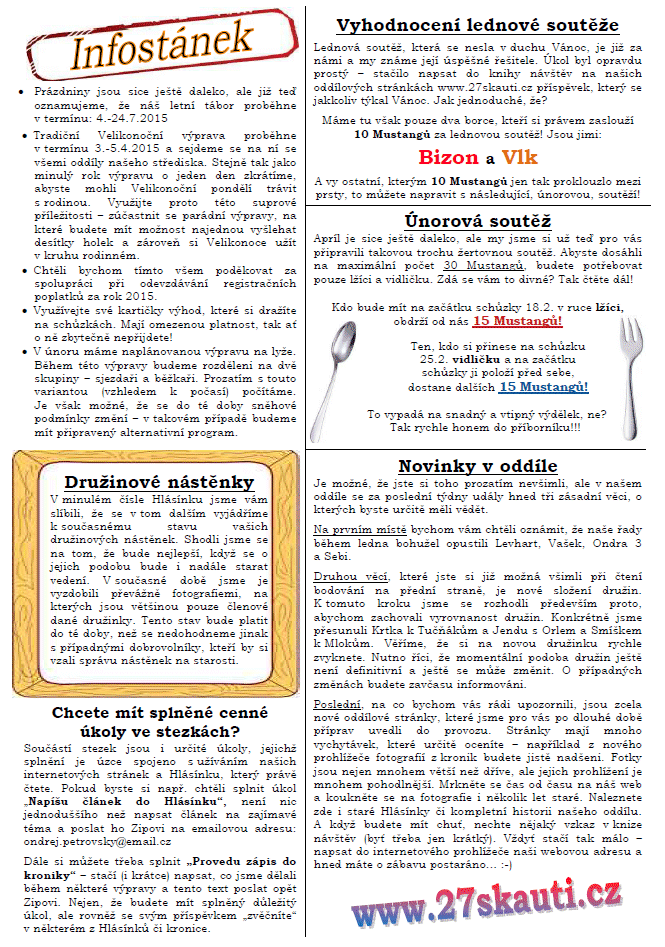 Infostánek
• Prázdniny jsou sice ještě daleko, ale již teď
oznamujeme, že náš letní tábor proběhne
v termínu: 4.-24.7.2015
• Tradiční Velikonoční výprava proběhne
v termínu 3.-5.4.2015 a sejdeme se na ní se
všemi oddíly našeho střediska. Stejně tak jako
minulý rok výpravu o jeden den zkrátíme,
abyste mohli Velikonoční pondělí trávit
s rodinou. Využijte proto této suprové
příležitosti – zúčastnit se parádní výpravy, na
které budete mít možnost najednou vyšlehat
desítky holek a zároveň si Velikonoce užít
v kruhu rodinném.
• Chtěli bychom tímto všem poděkovat za
spolupráci při odevzdávání registračních
poplatků za rok 2015.
• Využívejte své kartičky výhod, které si dražíte
na schůzkách. Mají omezenou platnost, tak ať
o ně zbytečně nepřijdete!
• V únoru máme naplánovanou výpravu na lyže.
Během této výpravy budeme rozděleni na dvě
skupiny – sjezdaři a běžkaři. Prozatím s touto
variantou (vzhledem k počasí) počítáme.
Je však možné, že se do té doby sněhové
podmínky změní – v takovém případě budeme
mít připravený alternativní program.
Družinové nástěnky
V minulém čísle Hlásínku jsme vám
slíbili, že se v tom dalším vyjádříme
k současnému stavu vašich
družinových nástěnek. Shodli jsme se
na tom, že bude nejlepší, když se o
jejich podobu bude i nadále starat
vedení. V současné době jsme je
vyzdobili převážně fotografiemi, na
kterých jsou většinou pouze členové
dané družinky. Tento stav bude platit
do té doby, než se nedohodneme jinak
s případnými dobrovolníky, kteří by si
vzali správu nástěnek na starosti.
Chcete mít splněné cenné
úkoly ve stezkách?
Součástí stezek jsou i určité úkoly, jejichž
splnění je úzce spojeno s užíváním našich
internetových stránek a Hlásínku, který právě
čtete. Pokud byste si např. chtěli splnit úkol
„Napíšu článek do Hlásínku“, není nic
jednoduššího než napsat článek na zajímavé
téma a poslat ho Zipovi na emailovou adresu:
ondrej.petrovsky@email.cz
Dále si můžete třeba splnit „Provedu zápis do
kroniky“ – stačí (i krátce) napsat, co jsme dělali
během některé výpravy a tento text poslat opět
Zipovi. Nejen, že budete mít splněný důležitý
úkol, ale rovněž se svým příspěvkem „zvěčníte“
v některém z Hlásínků či kronice.
Vyhodnocení lednové soutěže
Lednová soutěž, která se nesla v duchu Vánoc, je již za
námi a my známe její úspěšné řešitele. Úkol byl opravdu
prostý – stačilo napsat do knihy návštěv na našich
oddílových stránkách www.27skauti.cz příspěvek, který se
jakkoliv týkal Vánoc. Jak jednoduché, že?
Máme tu však pouze dva borce, kteří si právem zaslouží
10 Mustangů za lednovou soutěž! Jsou jimi:
Bizon a Vlk
A vy ostatní, kterým 10 Mustangů jen tak proklouzlo mezi
prsty, to můžete napravit s následující, únorovou, soutěží!
Únorová soutěž
Apríl je sice ještě daleko, ale my jsme si už teď pro vás
připravili takovou trochu žertovnou soutěž. Abyste dosáhli
na maximální počet 30 Mustangů, budete potřebovat
pouze lžíci a vidličku. Zdá se vám to divné? Tak čtěte dál!
Kdo bude mít na začátku schůzky 18.2. v ruce lžíci,
obdrží od nás 15 Mustangů!
Ten, kdo si přinese na schůzku
25.2. vidličku a na začátku
schůzky ji položí před sebe,
dostane dalších 15 Mustangů!
To vypadá na snadný a vtipný výdělek, ne?
Tak rychle honem do příborníku!!!
Novinky v oddíle
Je možné, že jste si toho prozatím nevšimli, ale v našem
oddíle se za poslední týdny udály hned tři zásadní věci, o
kterých byste určitě měli vědět.
Na prvním místě bychom vám chtěli oznámit, že naše řady
během ledna bohužel opustili Levhart, Vašek, Ondra 3
a Sebi.
Druhou věcí, které jste si již možná všimli při čtení
bodování na přední straně, je nové složení družin.
K tomuto kroku jsme se rozhodli především proto,
abychom zachovali vyrovnanost družin. Konkrétně jsme
přesunuli Krtka k Tučňákům a Jendu s Orlem a Smíškem
k Mlokům. Věříme, že si na novou družinku rychle
zvyknete. Nutno říci, že momentální podoba družin ještě
není definitivní a ještě se může změnit. O případných
změnách budete zavčasu informováni.
Poslední, na co bychom vás rádi upozornili, jsou zcela
nové oddílové stránky, které jsme pro vás po dlouhé době
příprav uvedli do provozu. Stránky mají mnoho
vychytávek, které určitě oceníte – například z nového
prohlížeče fotografií z kronik budete jistě nadšeni. Fotky
jsou nejen mnohem větší než dříve, ale jejich prohlížení je
mnohem pohodlnější. Mrkněte se čas od času na náš web
a koukněte se na fotografie i několik let staré. Naleznete
zde i staré Hlásínky či kompletní historii našeho oddílu.
A když budete mít chuť, nechte nějaký vzkaz v knize
návštěv (byť třeba jen krátký). Vždyť stačí tak málo –
napsat do internetového prohlížeče naši webovou adresu a
hned máte o zábavu postaráno… :-)
www.27skauti.cz